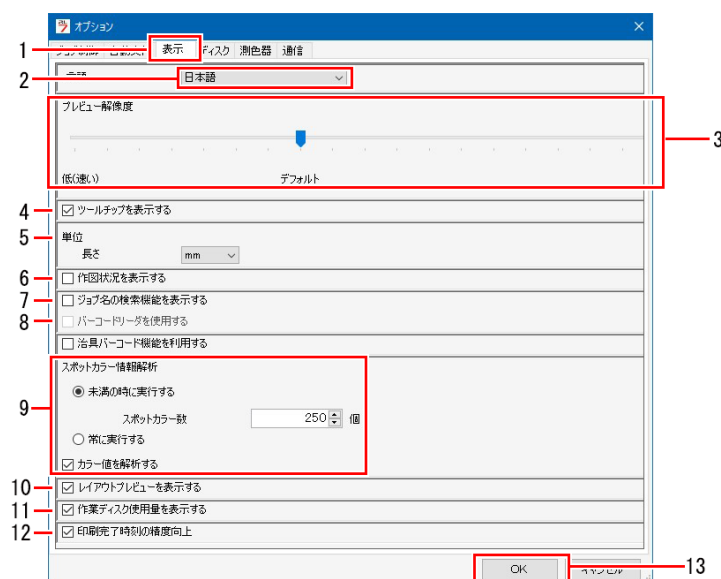 オプション
1
表示
ディスク 測色器 通信
2
日本語
プレビュー解像度
3
低(速い) デフォルト
4
ツールチップを表示する
5
単位
長さ mm
6
作図状況を表示する
7
ジョブ名の検索機能を表示する
8
バーコードリーダを使用する
治具バーコード機能を利用する
スポットカラー情報解析
未満の時に実行する
9
スポットカラー数 250 個
常に実行する
カラー値を解析する
10
レイアウトプレビューを表示する
11
作業ディスク使用量を表示する
12
印刷完了時刻の精度向上
OK
13